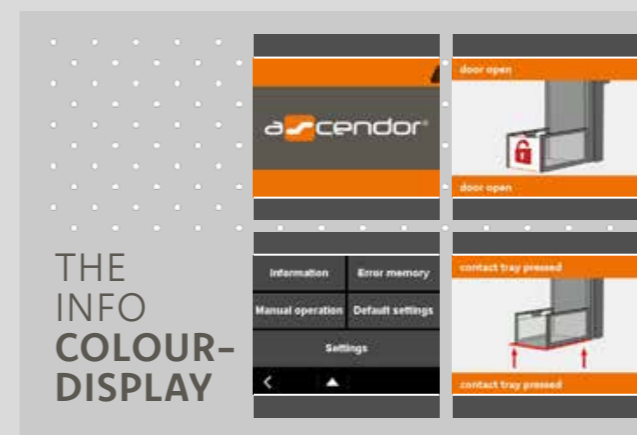 ascendor®
door open
door open
THE
INFO
COLOUR-
DISPLAY
Information Error memory
Manual operation Default settings
Settings
contact tray pressed
contact tray pressed